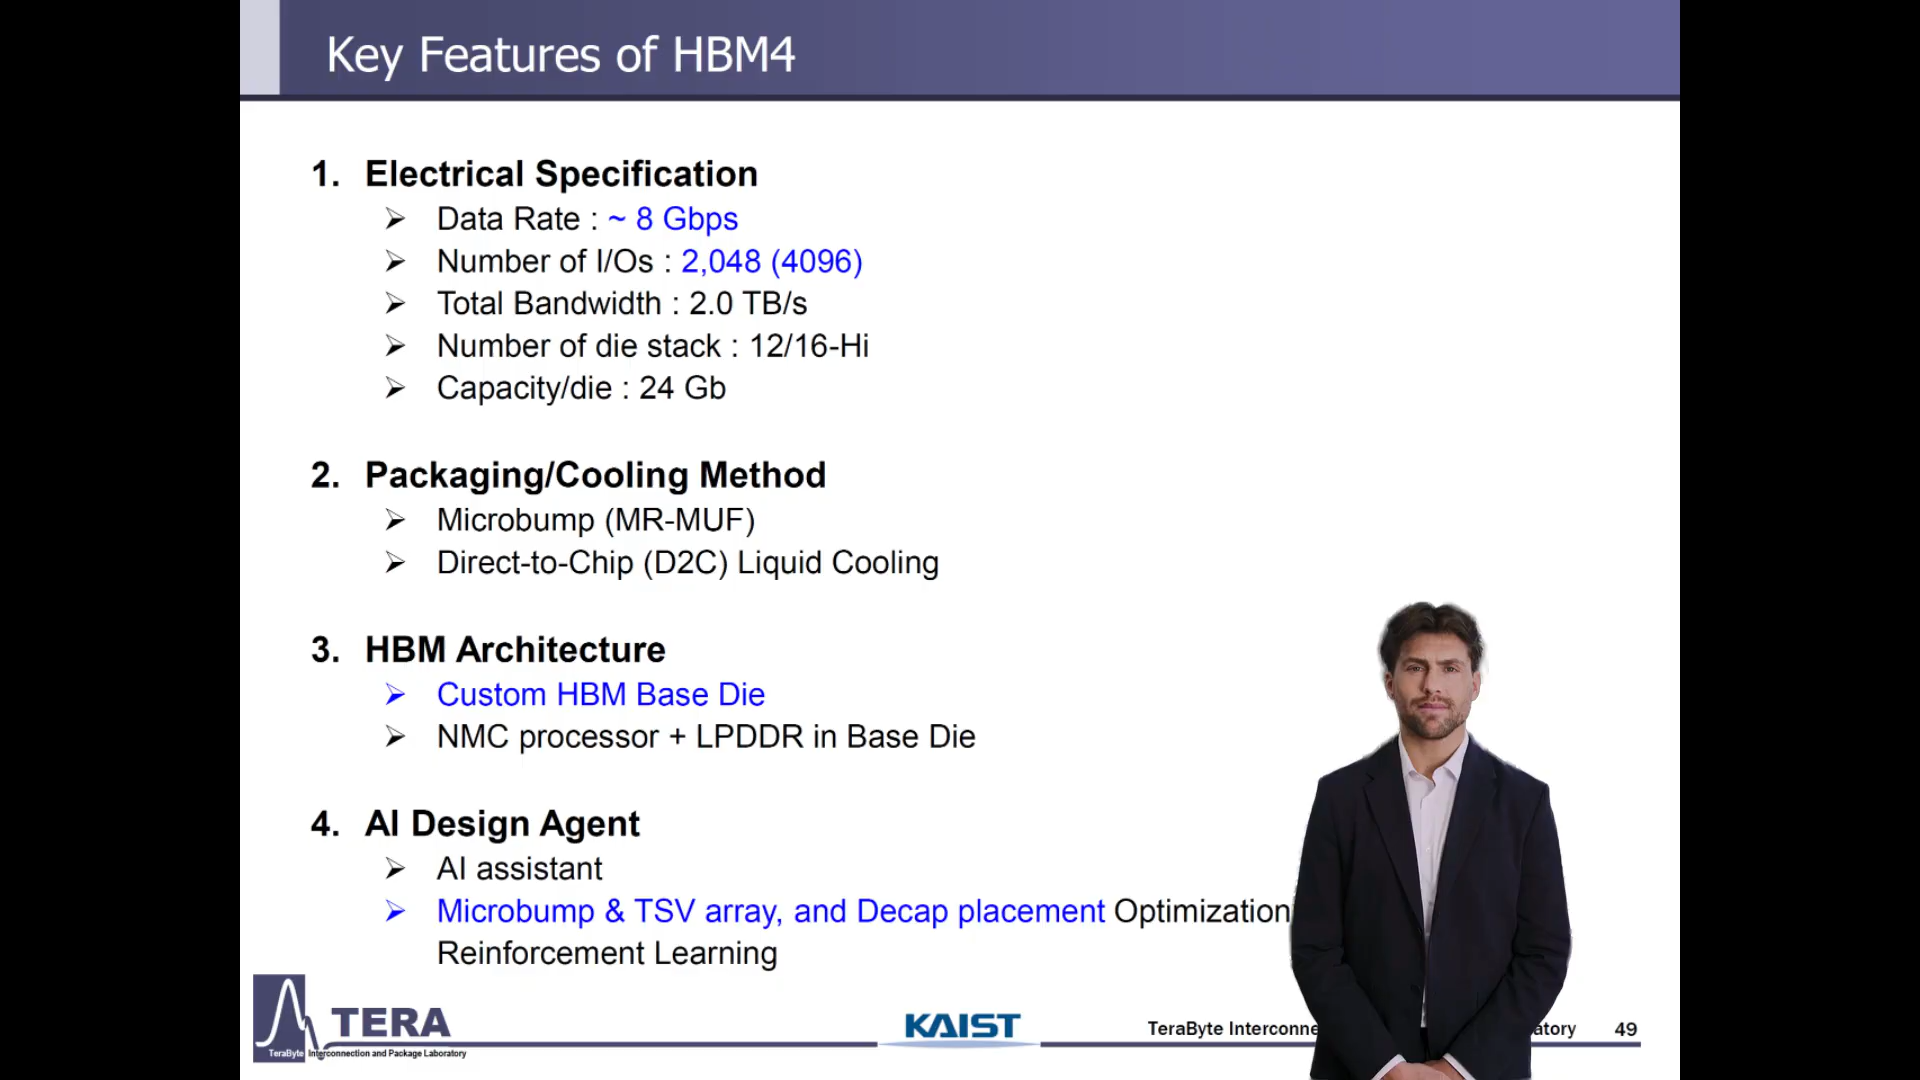 Key Features of HBM4
1. Electrical Specification
➢ Data Rate : ~ 8 Gbps
➢ Number of I/Os : 2,048 (4096)
➢ Total Bandwidth : 2.0 TB/s
➢ Number of die stack : 12/16-Hi
➢ Capacity/die : 24 Gb
2. Packaging/Cooling Method
➢ Microbump (MR-MUF)
➢ Direct-to-Chip (D2C) Liquid Cooling
3. HBM Architecture
➢ Custom HBM Base Die
➢ NMC processor + LPDDR in Base Die
4. AI Design Agent
➢ AI assistant
➢ Microbump & TSV array, and Decap placement Optimization
Reinforcement Learning
TERA
TeraByte Interconnection and Package Laboratory
KAIST
TeraByte 49